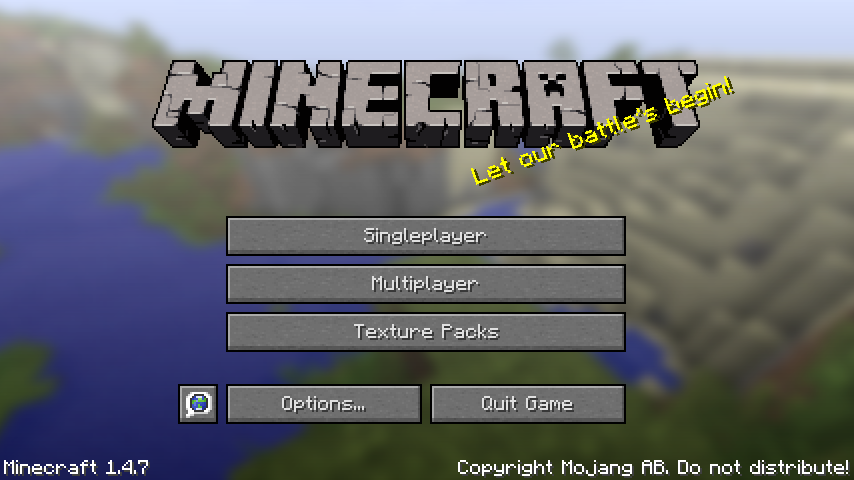 MINECRAFT
Let our battle's begin!
Singleplayer
Multiplayer
Texture Packs
Options...
Quit Game
Minecraft 1.4.7
Copyright Mojang AB. Do not distribute!